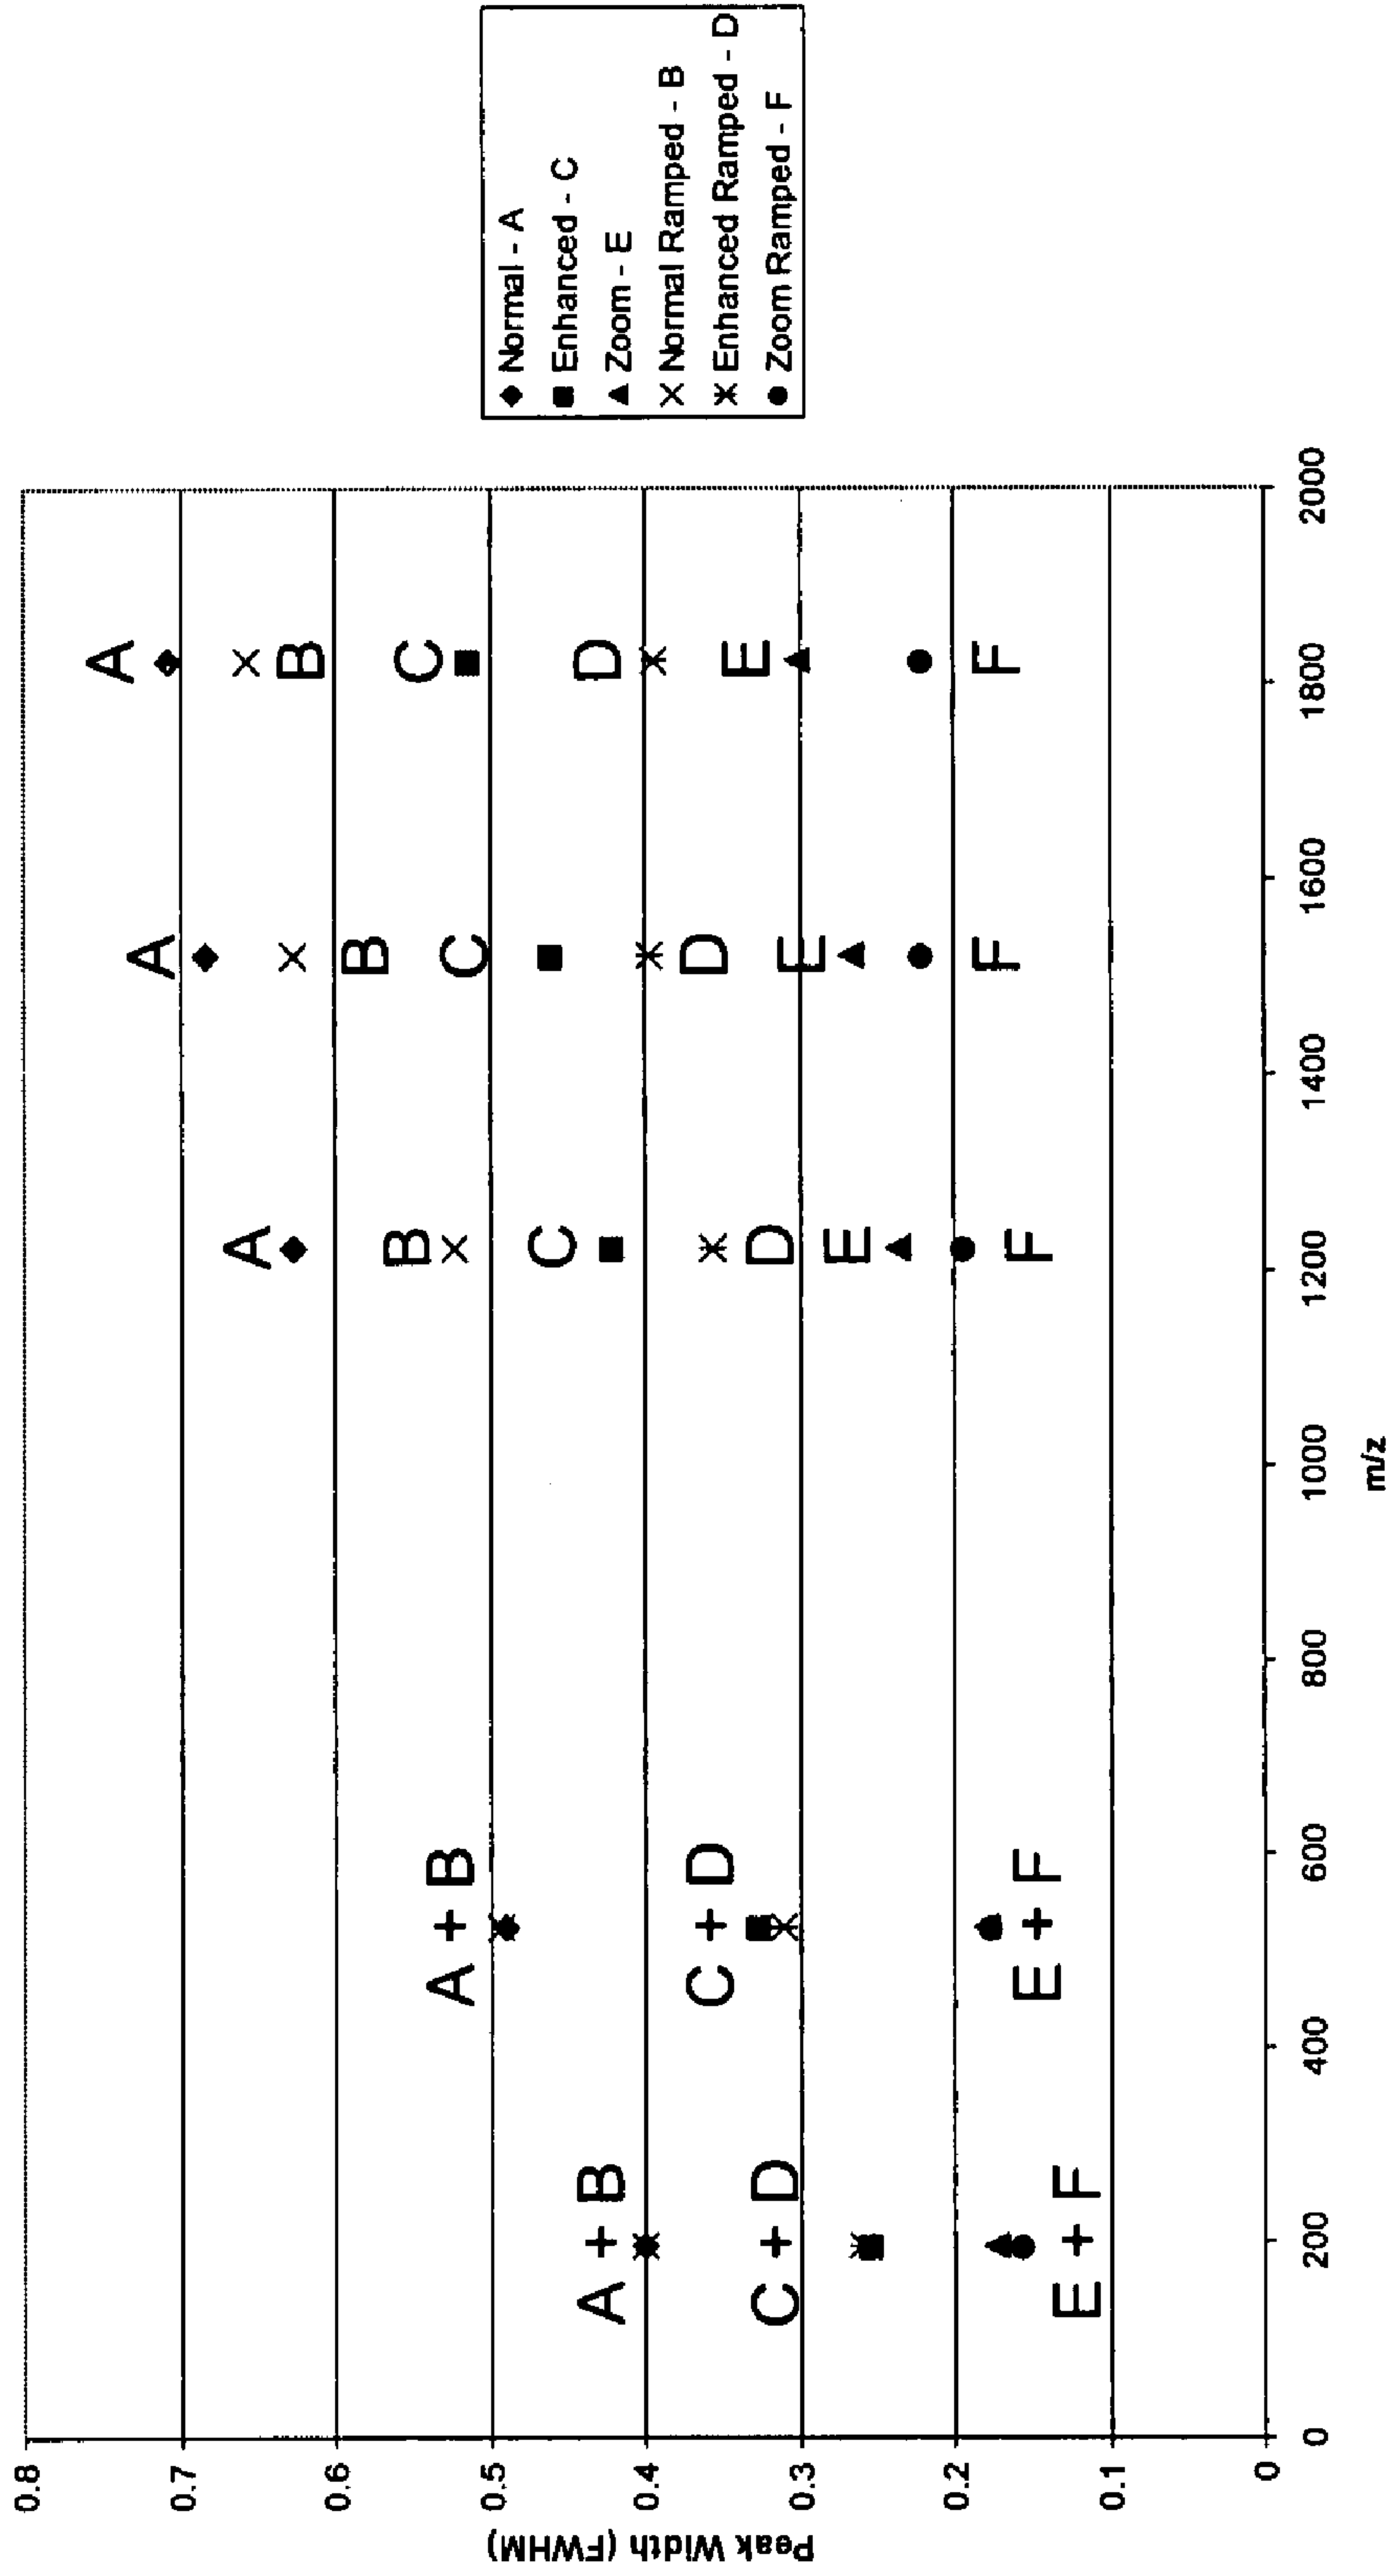 Peak Width (FWHM)
0.8
0.7
0.6
0.5
0.4
0.3
0.2
0.1
0
A + B
C + D
E + F
A + B
C + D
E + F
A
B
C
D
E
F
A
B
C
D
E
F
A
B
C
D
E
F
0
200
400
600
800
1000
1200
1400
1600
1800
2000
m/z
Normal - A
Enhanced - C
Zoom - E
Normal Ramped - B
Enhanced Ramped - D
Zoom Ramped - F